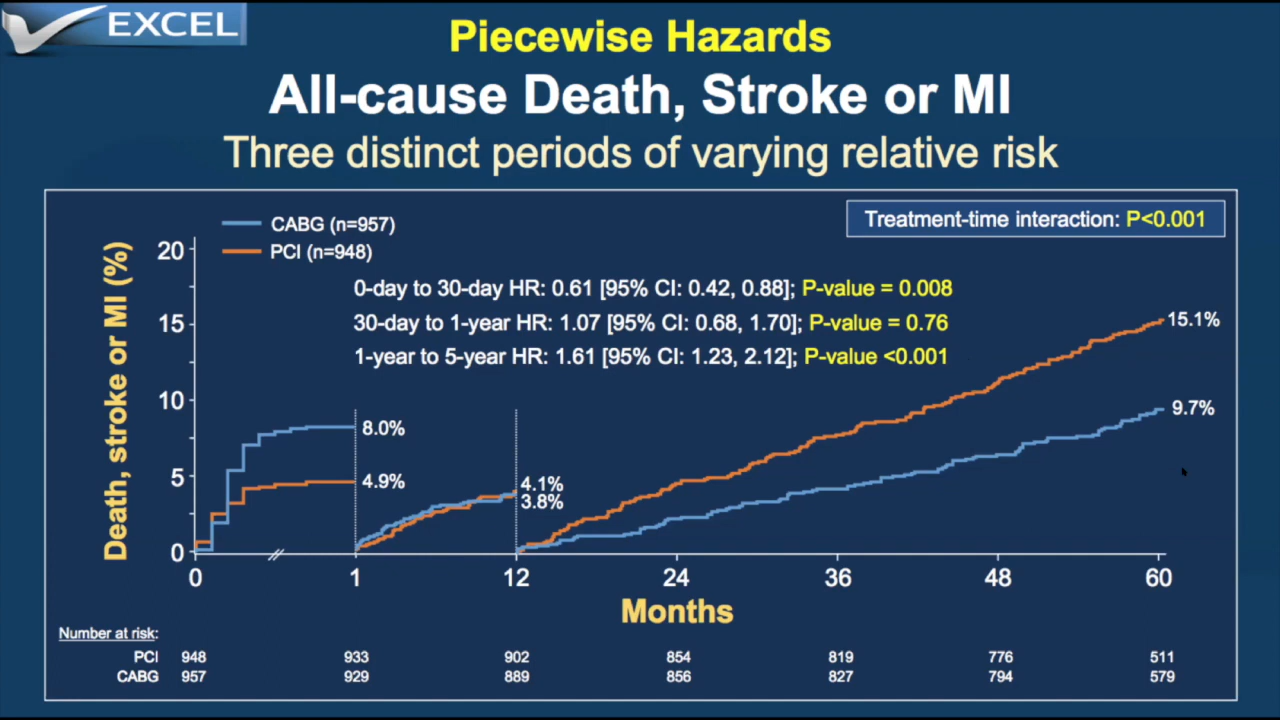 EXCEL
Piecewise Hazards
All-cause Death, Stroke or MI
Three distinct periods of varying relative risk
CABG (n=957)
PCI (n=948)
Treatment-time interaction: P<0.001
0-day to 30-day HR: 0.61 [95% CI: 0.42, 0.88]; P-value = 0.008
30-day to 1-year HR: 1.07 [95% CI: 0.68, 1.70]; P-value = 0.76
1-year to 5-year HR: 1.61 [95% CI: 1.23, 2.12]; P-value <0.001
Death, stroke or MI (%)
20
15
10
5
0
8.0%
4.9%
4.1%
3.8%
15.1%
9.7%
0 1 12 24 36 48 60
Months
Number at risk:
PCI 948 933 902 854 819 776 511
CABG 957 929 889 856 827 794 579